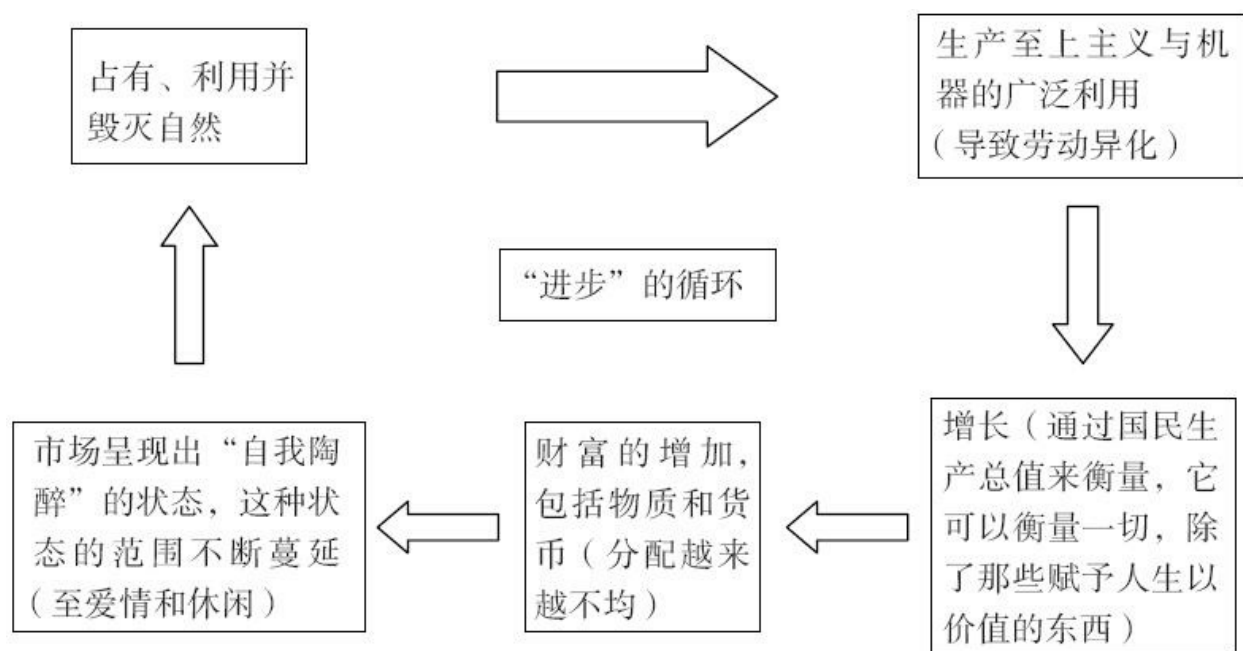 占有、利用并
毁灭自然
生产至上主义与机
器的广泛利用
（导致劳动异化）
“进步”的循环
市场呈现出“自我陶
醉”的状态，这种状
态的范围不断蔓延
（至爱情和休闲）
财富的增加，
包括物质和货
币（分配越来
越不均）
增长（通过国民生
产总值来衡量，它
可以衡量一切，除
了那些赋予人生以
价值的东西）